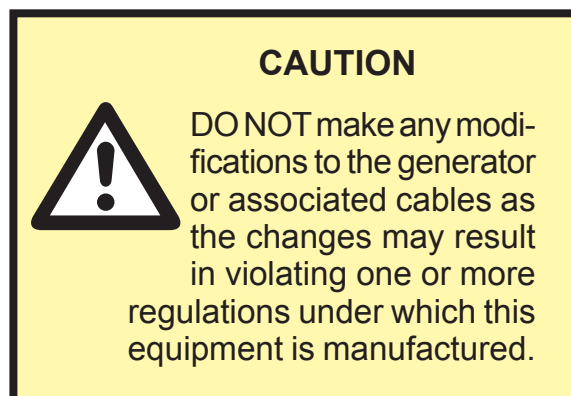 CAUTION
DO NOT make any modi-
fications to the generator
or associated cables as
the changes may result
in violating one or more
regulations under which this
equipment is manufactured.